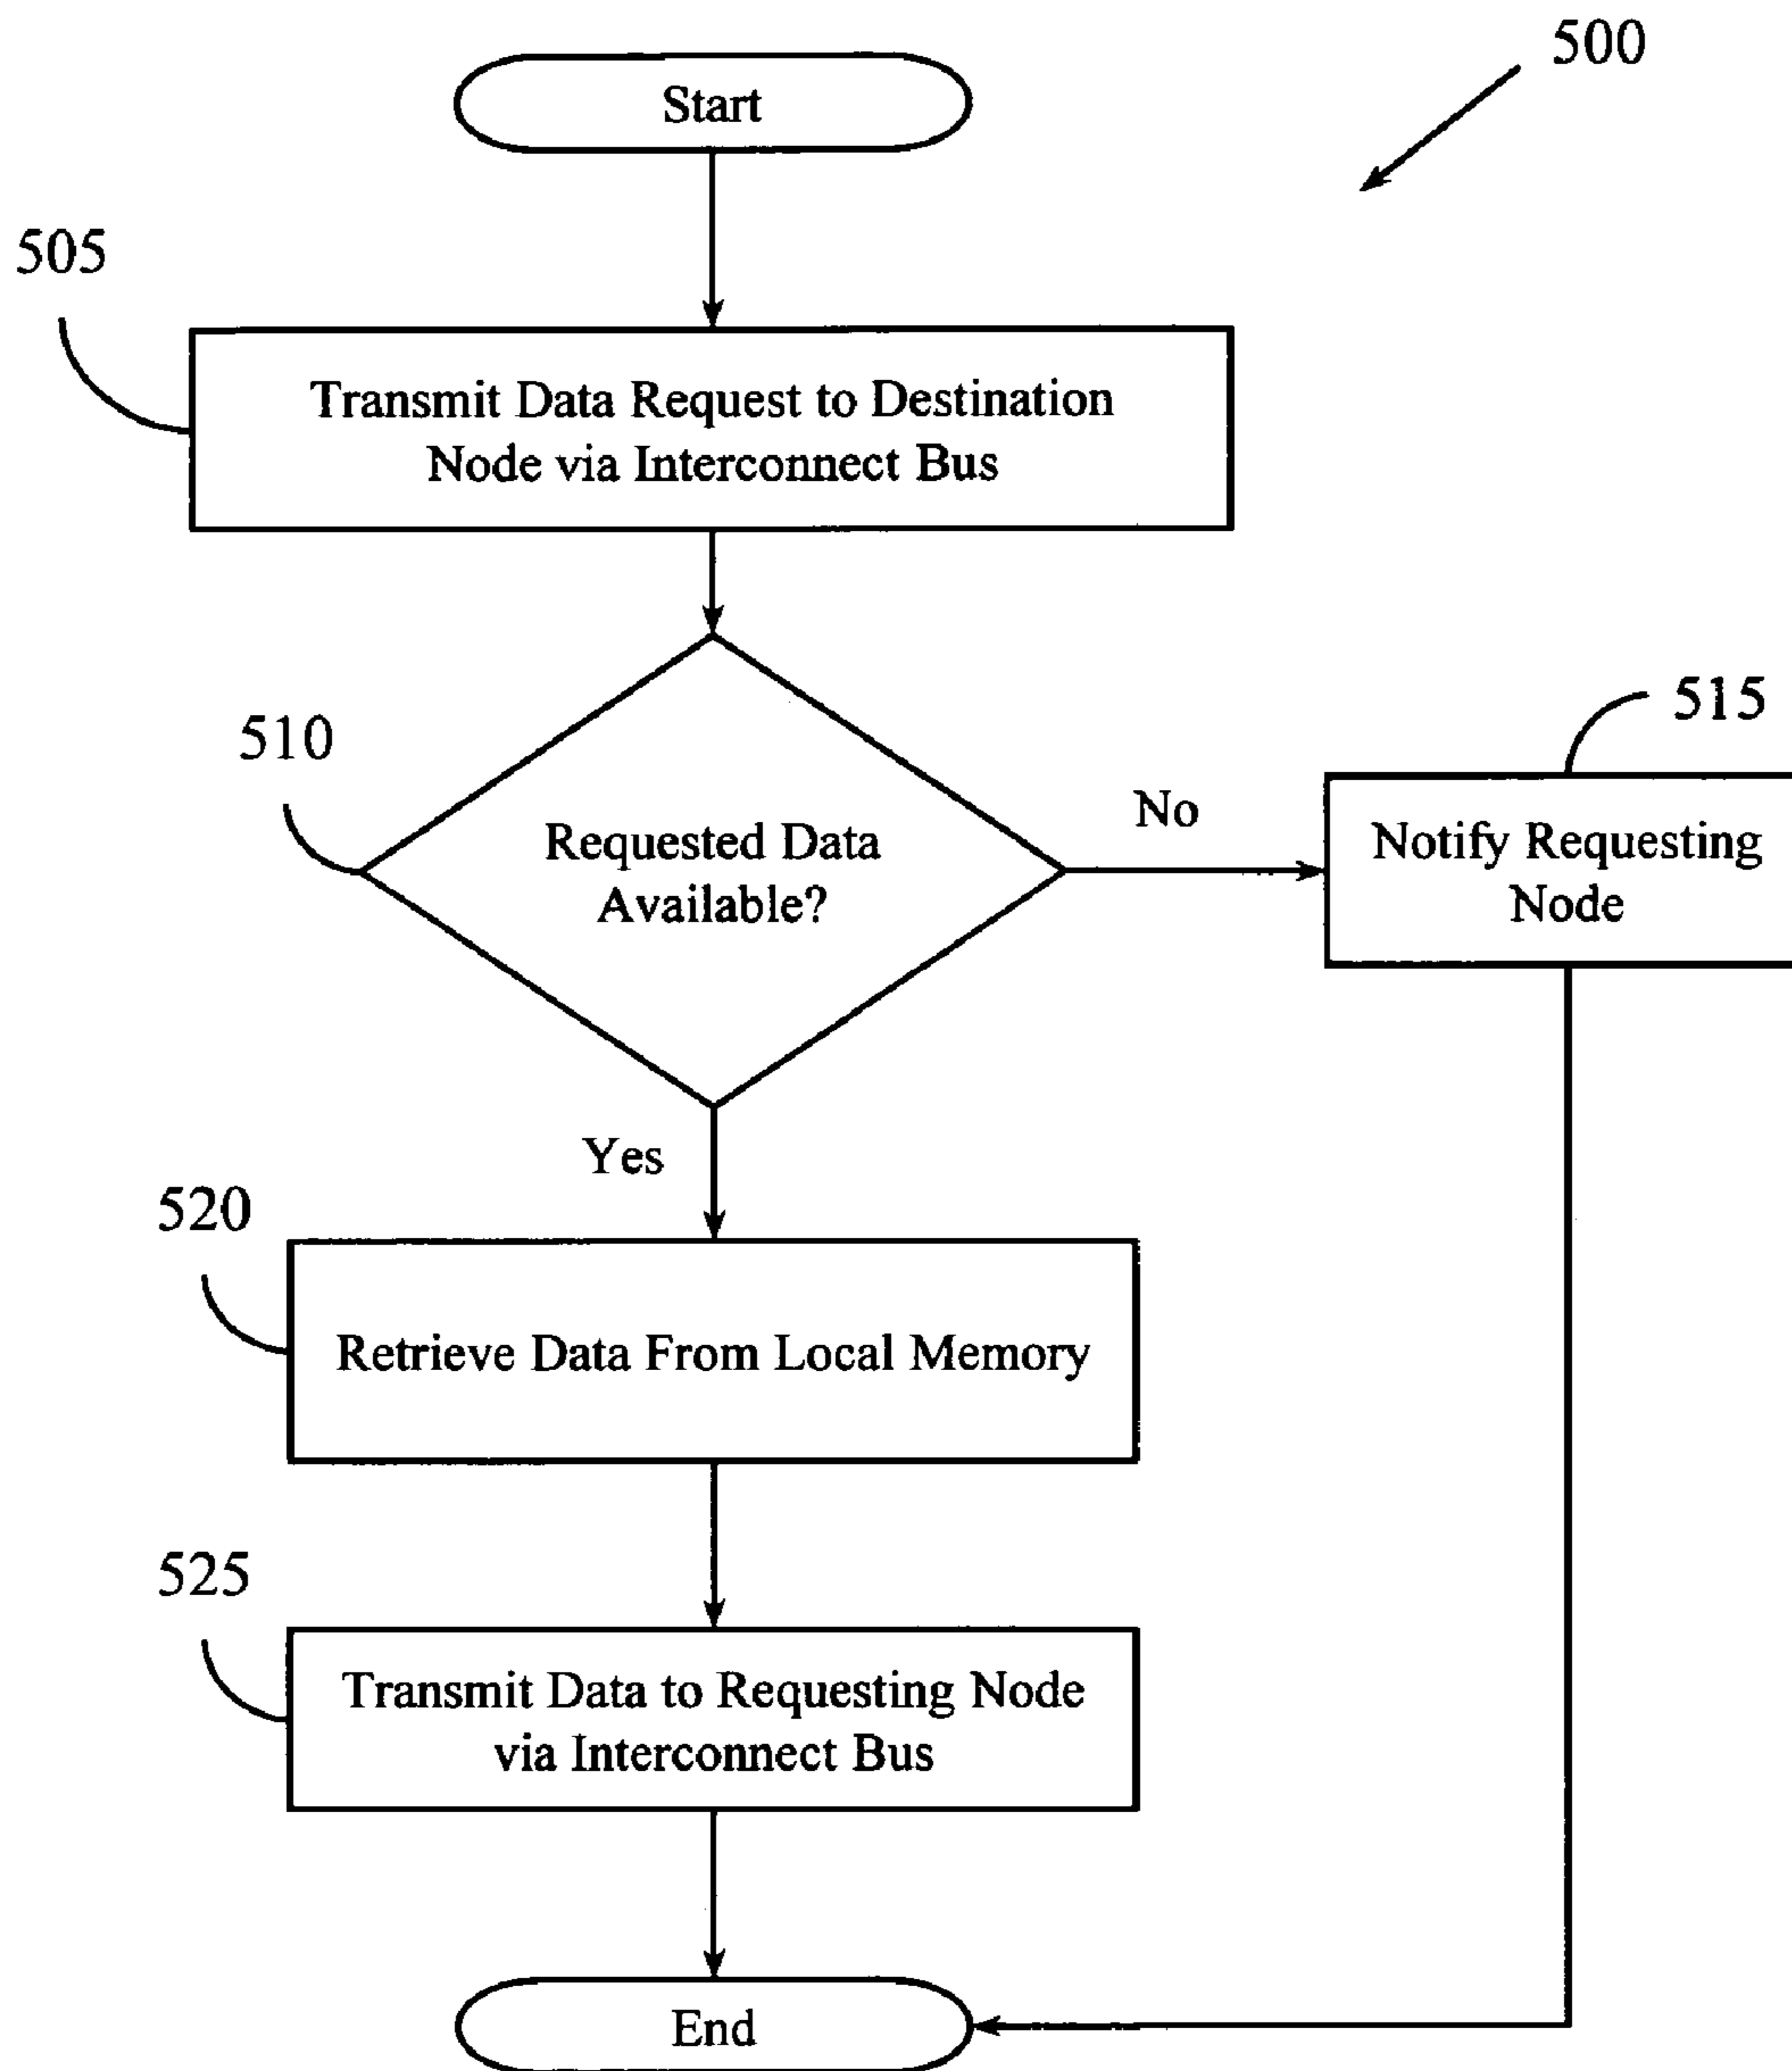 500
Start
505
Transmit Data Request to Destination
Node via Interconnect Bus
510
Requested Data
Available?
No
515
Notify Requesting
Node
Yes
520
Retrieve Data From Local Memory
525
Transmit Data to Requesting Node
via Interconnect Bus
End